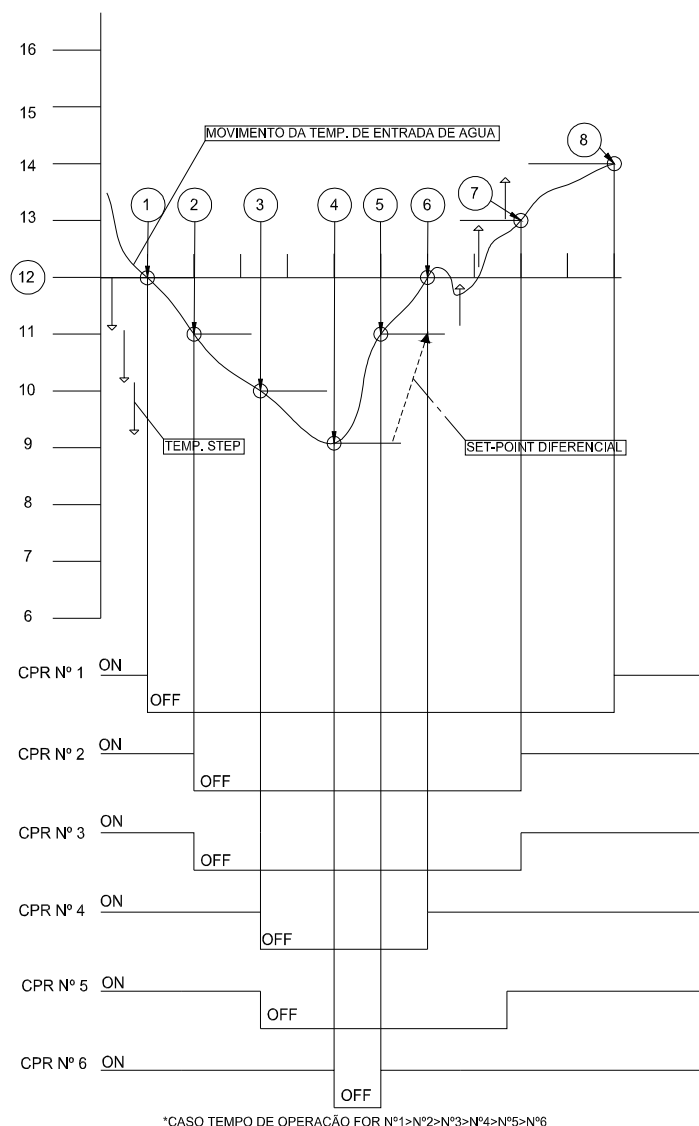 16
15
MOVIMENTO DA TEMP. DE ENTRADA DE AGUA
14
8
13
1 2 3 4 5 6 7
12
11
10
9
TEMP. STEP
SET-POINT DIFERENCIAL
8
7
6
CPR Nº 1 ON
OFF
CPR Nº 2 ON
OFF
CPR Nº 3 ON
OFF
CPR Nº 4 ON
OFF
CPR Nº 5 ON
OFF
CPR Nº 6 ON
OFF
*CASO TEMPO DE OPERAÇÃO FOR Nº1>Nº2>Nº3>Nº4>Nº5>Nº6